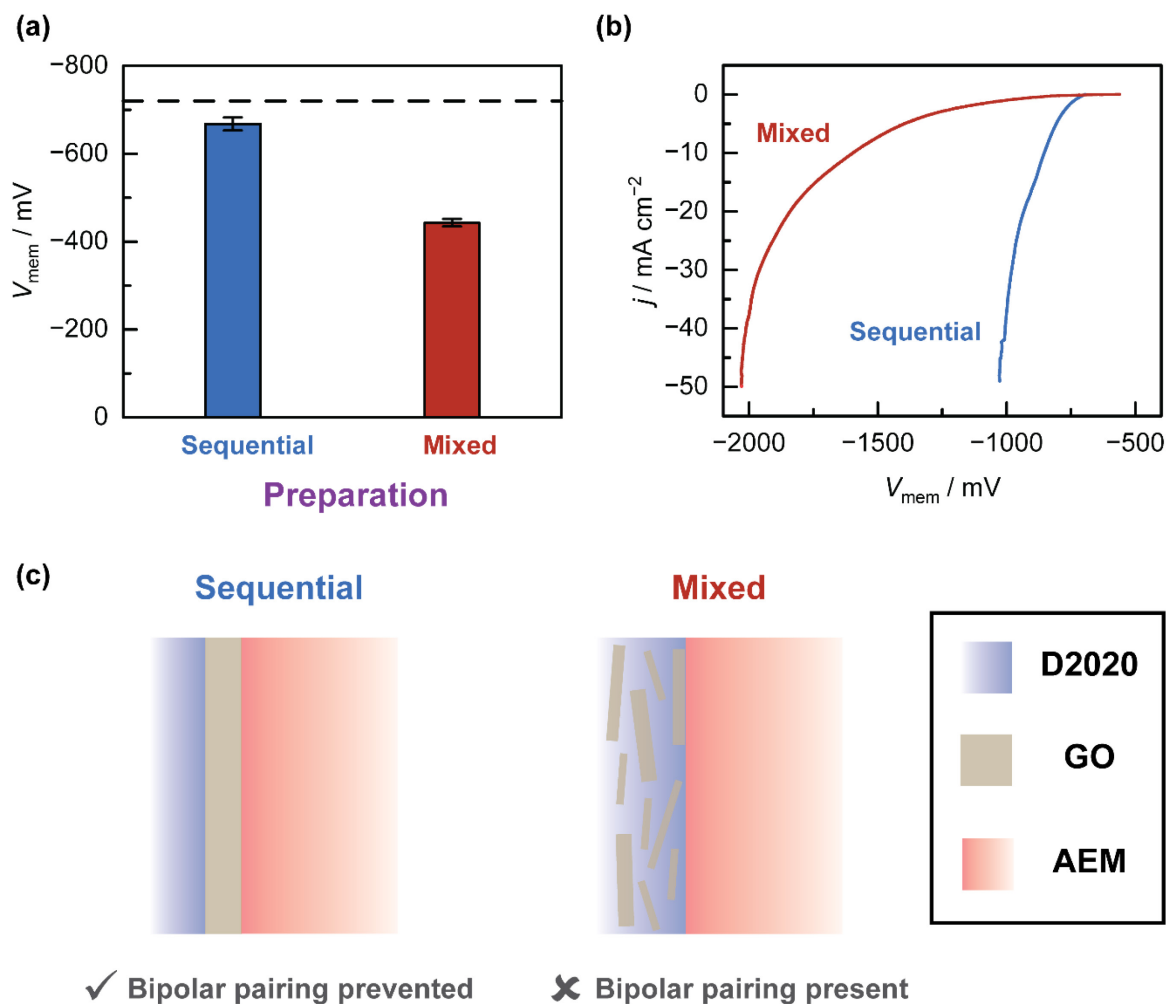 (a)
−800
−600
−400
−200
0
V_mem / mV
Sequential
Mixed
Preparation
(b)
0
−10
−20
−30
−40
−50
j / mA cm⁻²
Mixed
Sequential
−2000
−1500
−1000
−500
V_mem / mV
(c)
Sequential
Mixed
D2020
GO
AEM
✓ Bipolar pairing prevented
✘ Bipolar pairing present